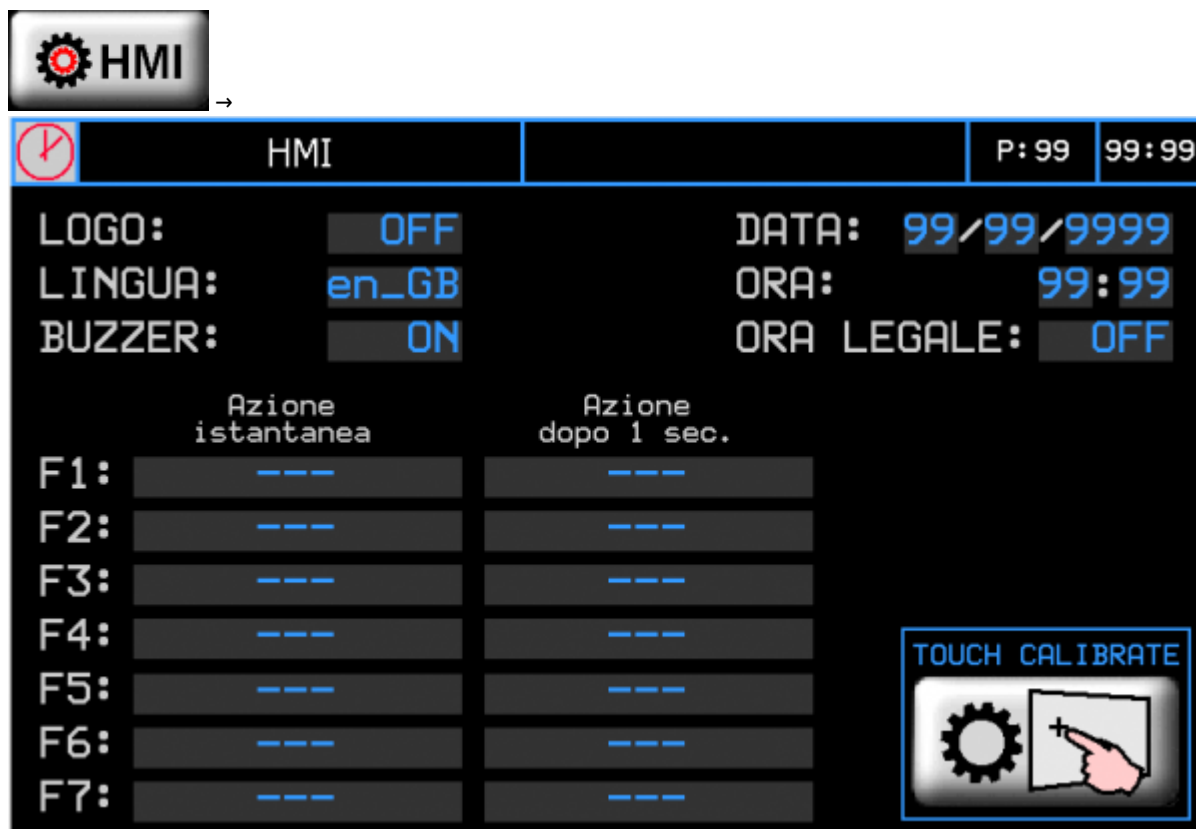 HMI →
HMI P:99 99:99
LOGO: OFF DATA: 99/99/9999
LINGUA: en_GB ORA: 99:99
BUZZER: ON ORA LEGALE: OFF
Azione istantanea Azione dopo 1 sec.
F1: --- ---
F2: --- ---
F3: --- ---
F4: --- ---
F5: --- ---
F6: --- ---
F7: --- ---
TOUCH CALIBRATE